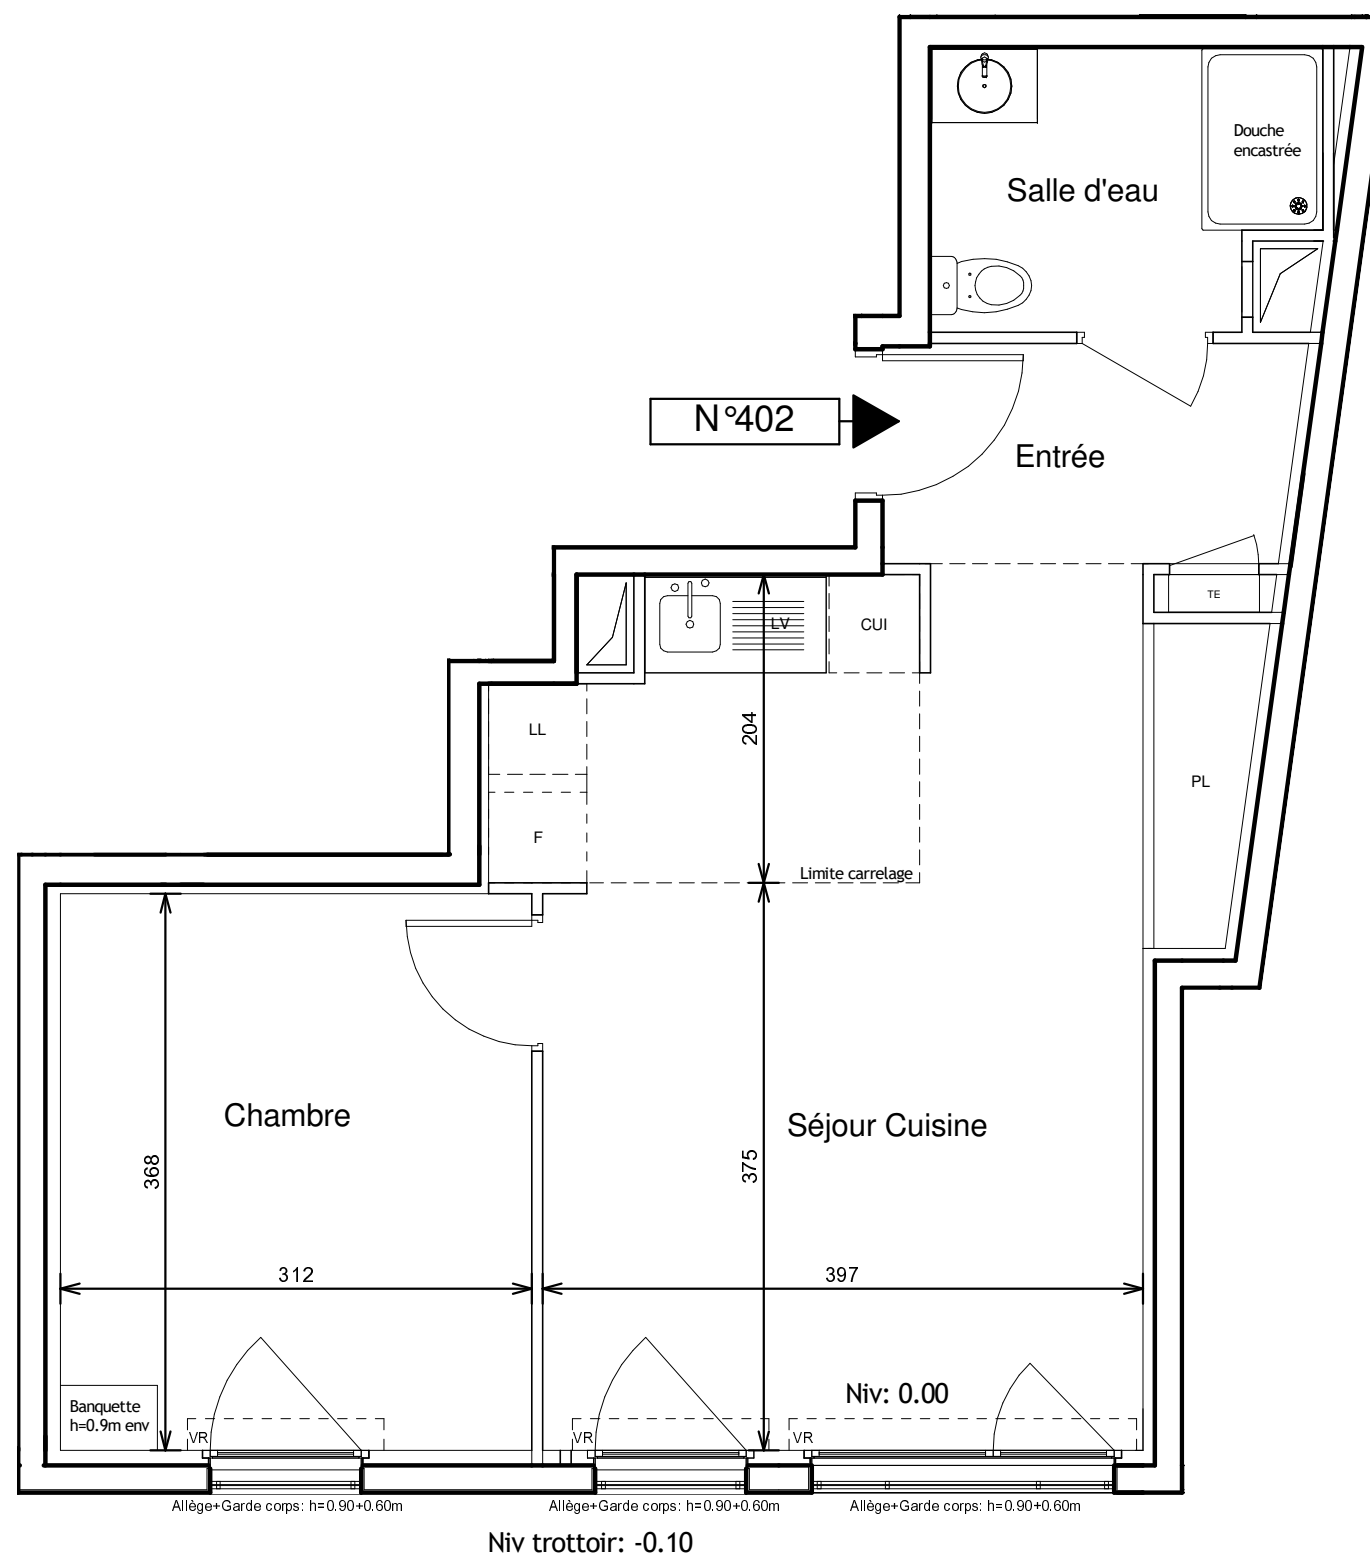 Douche
encastrée
Salle d'eau
N°402
Entrée
TE
LV
CUI
204
LL
PL
F
Limite carrelage
Chambre
Séjour Cuisine
368
375
312
397
Niv: 0.00
Banquette
h=0.9m env
VR
VR
VR
Allège+Garde corps: h=0.90+0.60m
Allège+Garde corps: h=0.90+0.60m
Allège+Garde corps: h=0.90+0.60m
Niv trottoir: -0.10